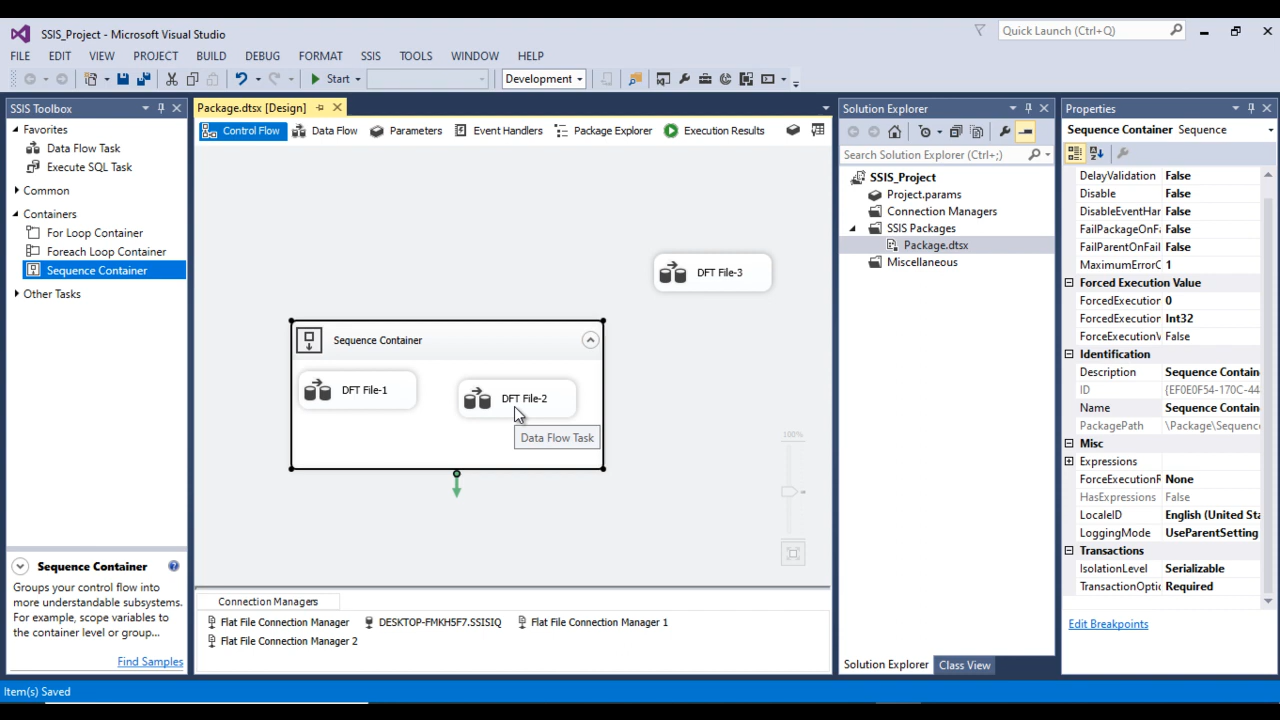 SSIS_Project - Microsoft Visual Studio
Quick Launch (Ctrl+Q)
FILE EDIT VIEW PROJECT BUILD DEBUG FORMAT SSIS TOOLS WINDOW HELP
Start Development
SSIS Toolbox
Favorites
Data Flow Task
Execute SQL Task
Common
Containers
For Loop Container
Foreach Loop Container
Sequence Container
Other Tasks
Sequence Container
Groups your control flow into
more understandable subsystems.
For example, scope variables to
the container level or group...
Find Samples
Package.dtsx [Design]
Control Flow Data Flow Parameters Event Handlers Package Explorer Execution Results
DFT File-3
Sequence Container
DFT File-1
DFT File-2
Data Flow Task
100%
Connection Managers
Flat File Connection Manager DESKTOP-FMKH5F7.SSISIQ Flat File Connection Manager 1
Flat File Connection Manager 2
Solution Explorer
Search Solution Explorer (Ctrl+;)
SSIS_Project
Project.params
Connection Managers
SSIS Packages
Package.dtsx
Miscellaneous
Solution Explorer Class View
Properties
Sequence Container Sequence
DelayValidation False
Disable False
DisableEventHar False
FailPackageOnF False
FailParentOnFail False
MaximumErrorC 1
Forced Execution Value
ForcedExecution 0
ForcedExecution Int32
ForceExecutionV False
Identification
Description Sequence Contain
ID {EF0E0F54-170C-44
Name Sequence Contain
PackagePath \Package\Sequenc
Misc
Expressions
ForceExecutionR None
HasExpressions False
LocaleID English (United Sta
LoggingMode UseParentSetting
Transactions
IsolationLevel Serializable
TransactionOptio Required
Edit Breakpoints
Item(s) Saved